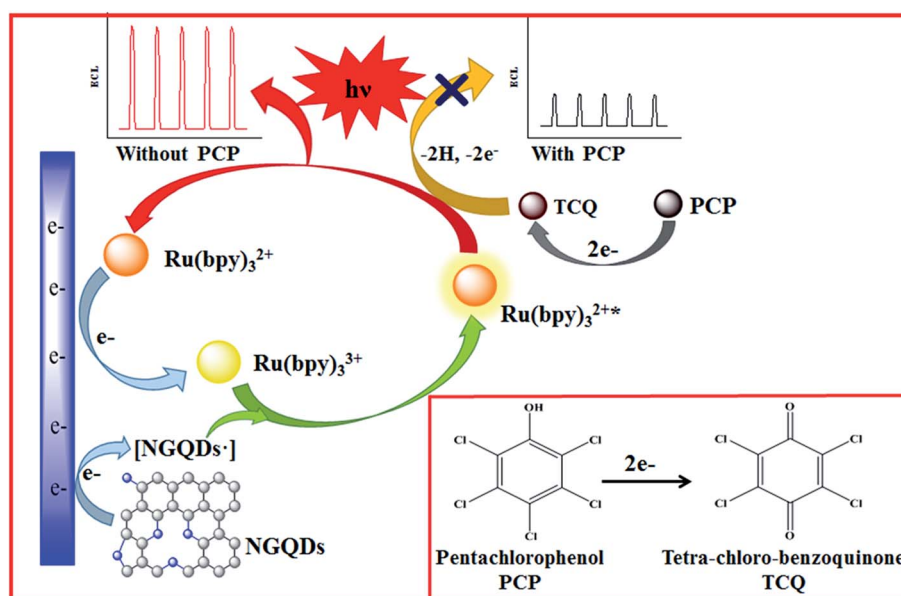 ECL
Without PCP
hν
ECL
With PCP
-2H, -2e⁻
TCQ
PCP
2e-
e-
e-
e-
e-
e-
Ru(bpy)₃²⁺
e-
Ru(bpy)₃³⁺
Ru(bpy)₃²⁺*
[NGQDs·]
e-
NGQDs
OH
Cl
Cl
Cl
Cl
Cl
Pentachlorophenol
PCP
2e-
O
Cl
Cl
Cl
Cl
O
Tetra-chloro-benzoquinone
TCQ